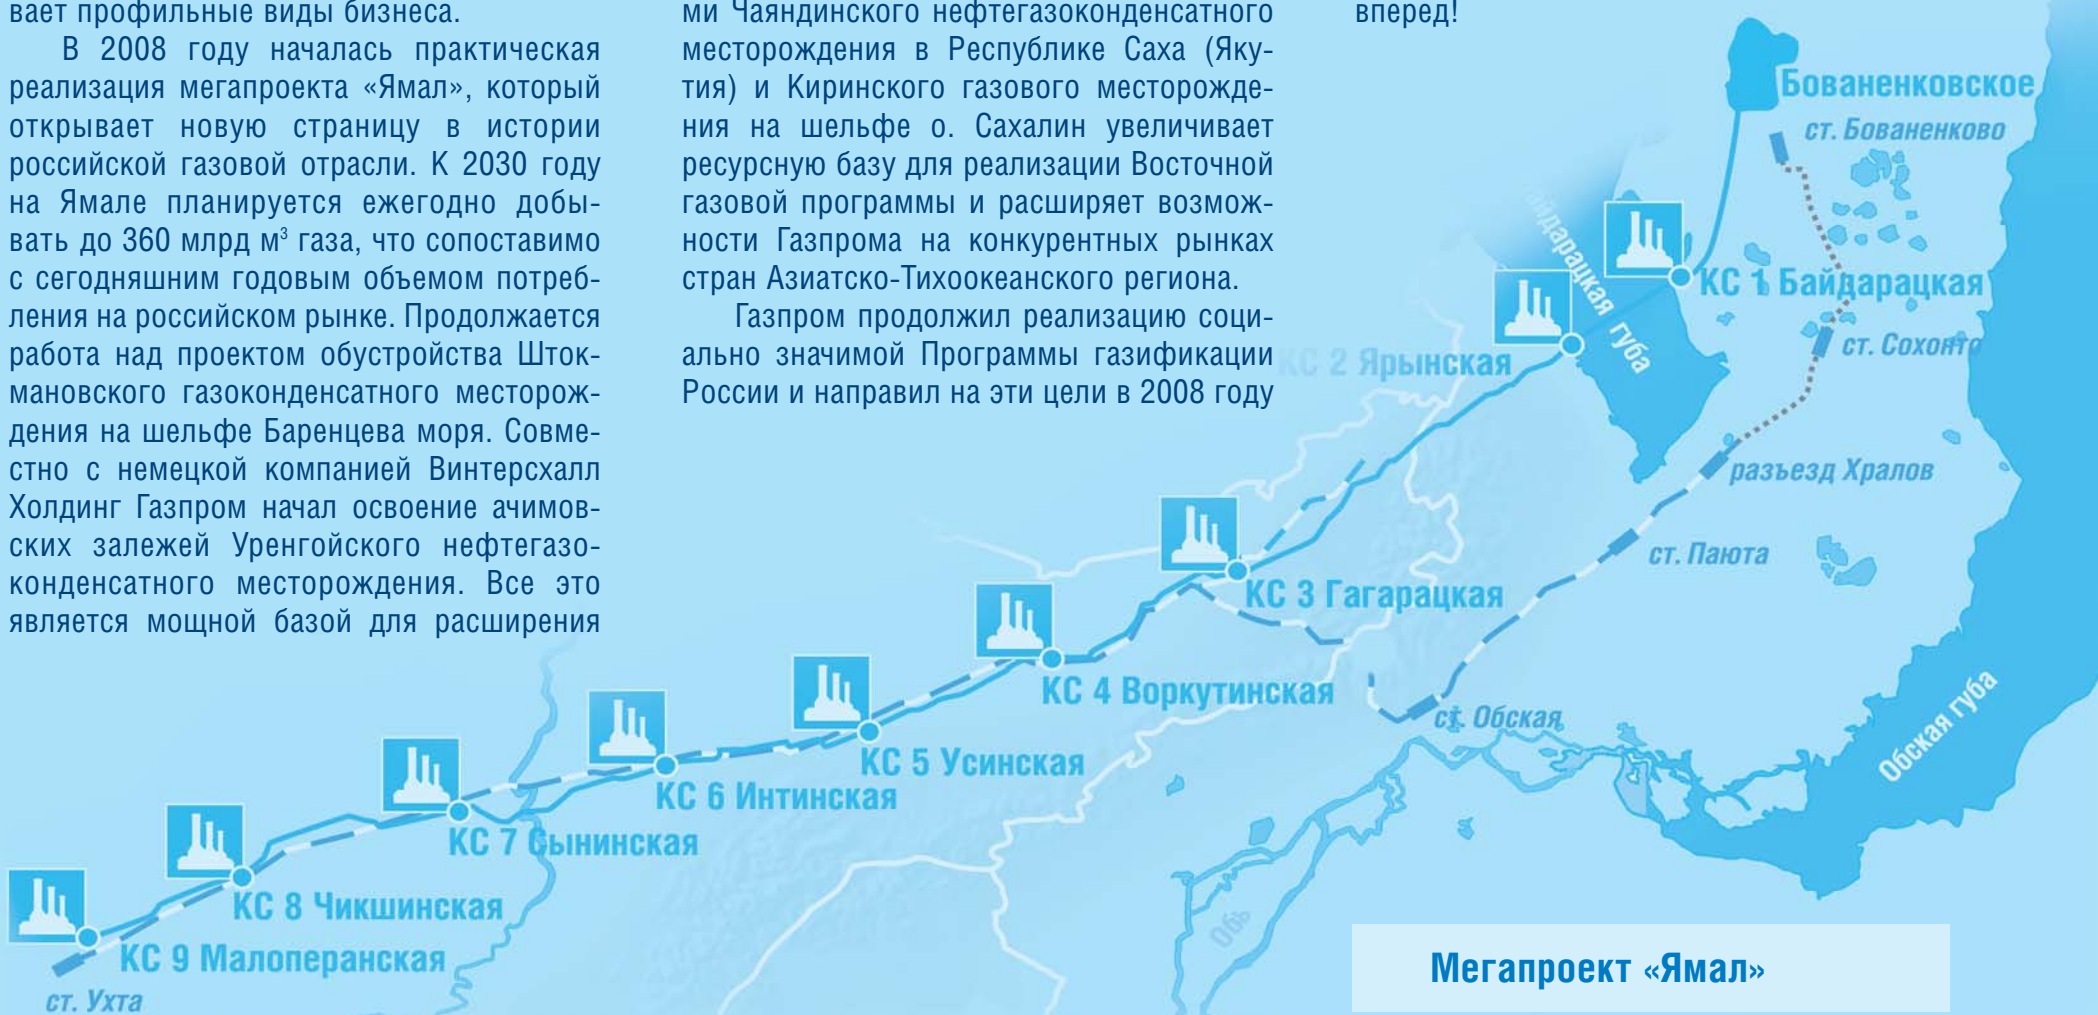 вает профильные виды бизнеса.
В 2008 году началась практическая
реализация мегапроекта «Ямал», который
открывает новую страницу в истории
российской газовой отрасли. К 2030 году
на Ямале планируется ежегодно добы-
вать до 360 млрд м³ газа, что сопоставимо
с сегодняшним годовым объемом потреб-
ления на российском рынке. Продолжается
работа над проектом обустройства Шток-
мановского газоконденсатного месторож-
дения на шельфе Баренцева моря. Совме-
стно с немецкой компанией Винтерсхалл
Холдинг Газпром начал освоение ачимов-
ских залежей Уренгойского нефтегазо-
конденсатного месторождения. Все это
является мощной базой для расширения
ми Чаяндинского нефтегазоконденсатного
месторождения в Республике Саха (Яку-
тия) и Киринского газового месторожде-
ния на шельфе о. Сахалин увеличивает
ресурсную базу для реализации Восточной
газовой программы и расширяет возмож-
ности Газпрома на конкурентных рынках
стран Азиатско-Тихоокеанского региона.
Газпром продолжил реализацию соци-
ально значимой Программы газификации
России и направил на эти цели в 2008 году
вперед!
Бованенковское
ст. Бованенково
Байдарацкая губа
КС 1 Байдарацкая
ст. Сохонто
КС 2 Ярынская
разъезд Хралов
ст. Паюта
КС 3 Гагарацкая
КС 4 Воркутинская
ст. Обская
Обская губа
КС 5 Усинская
КС 6 Интинская
КС 7 Сынинская
КС 8 Чикшинская
Обь
КС 9 Малоперанская
ст. Ухта
Мегапроект «Ямал»